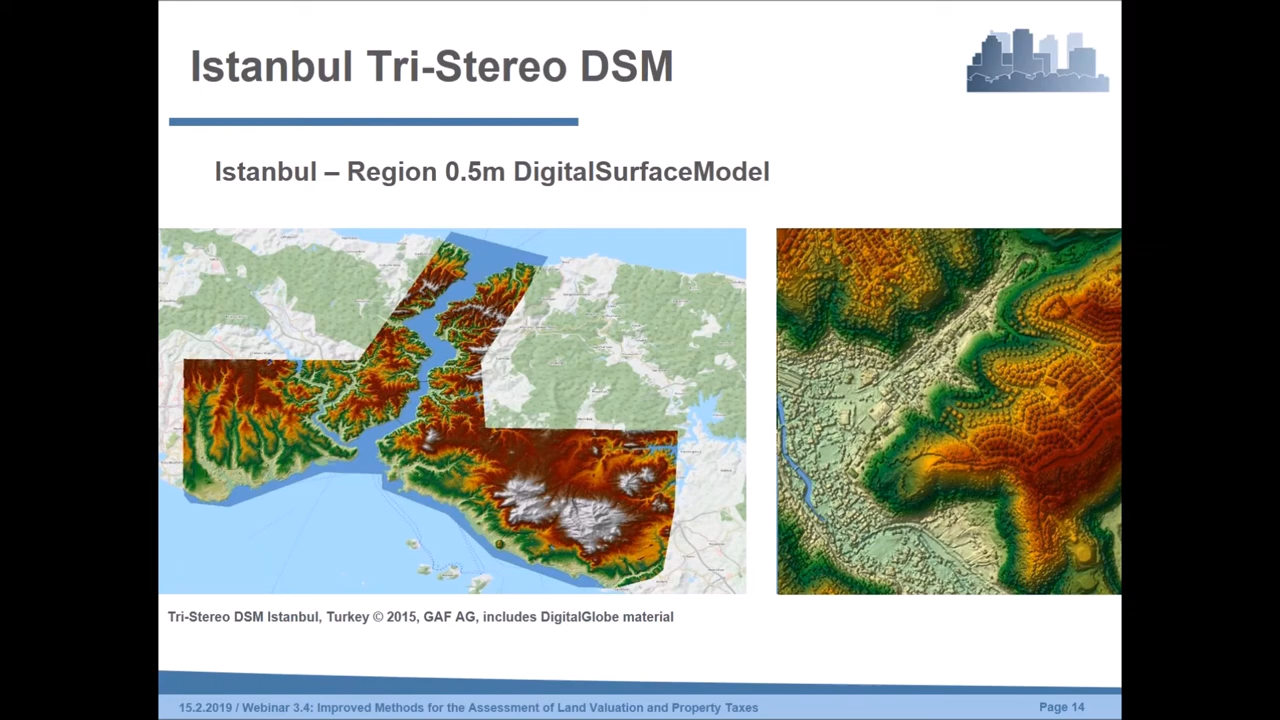 Istanbul Tri-Stereo DSM
Istanbul – Region 0.5m DigitalSurfaceModel
Tri-Stereo DSM Istanbul, Turkey © 2015, GAF AG, includes DigitalGlobe material
15.2.2019 / Webinar 3.4: Improved Methods for the Assessment of Land Valuation and Property Taxes
Page 14